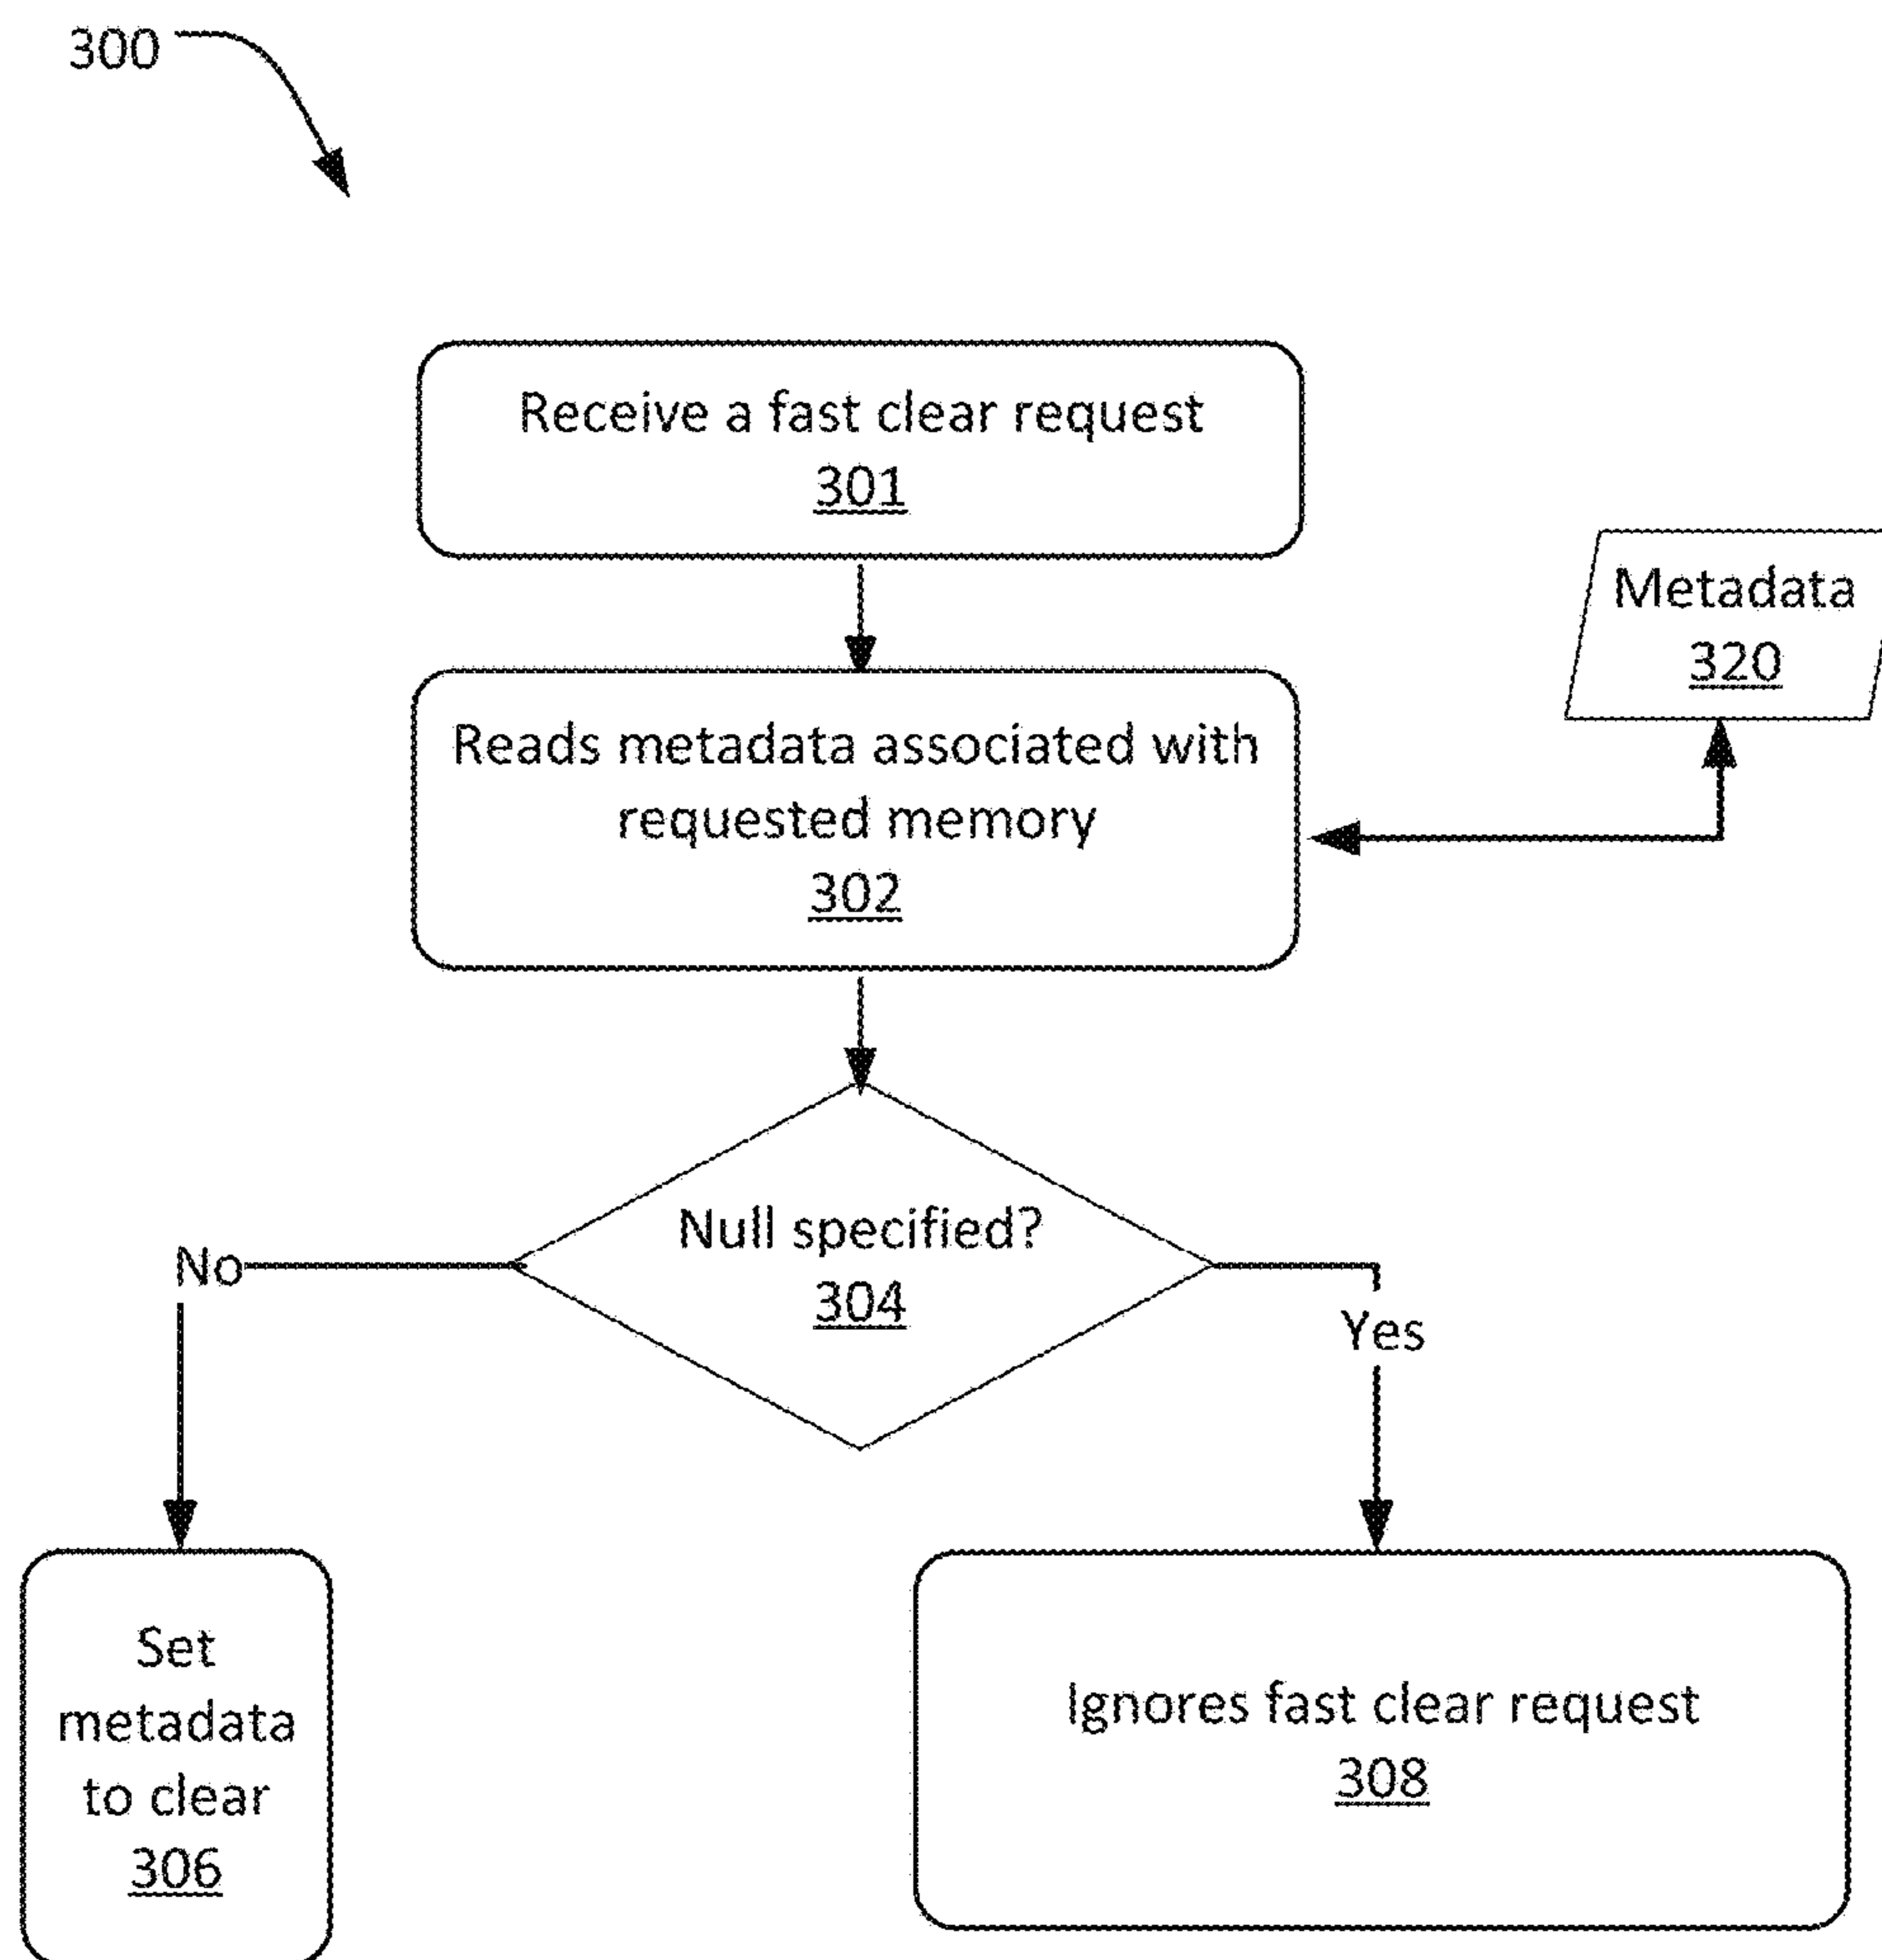 300
Receive a fast clear request
301
Metadata
320
Reads metadata associated with
requested memory
302
Null specified?
304
No
Yes
Set
metadata
to clear
306
Ignores fast clear request
308